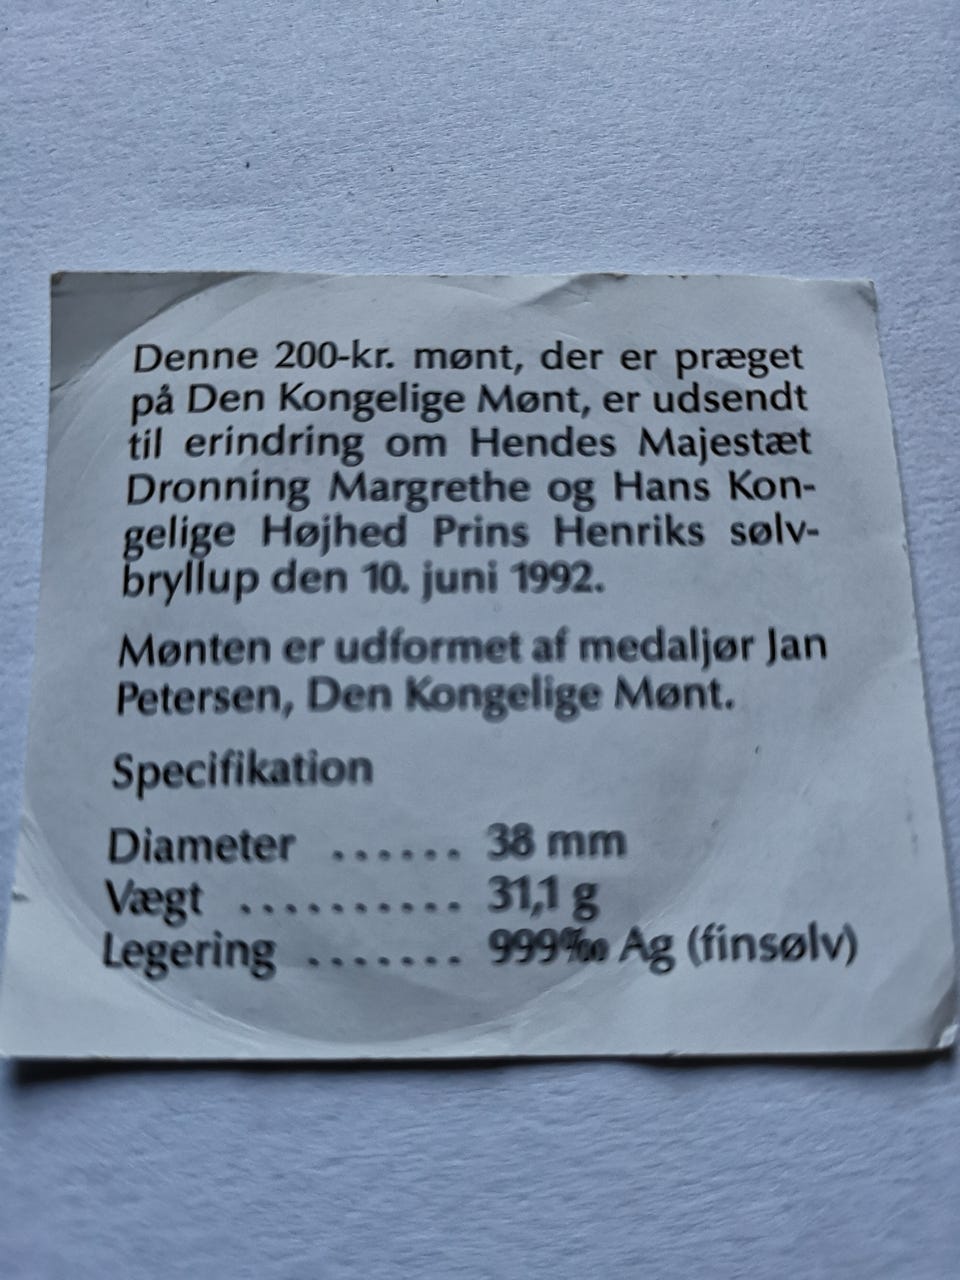 Denne 200-kr. mønt, der er præget
på Den Kongelige Mønt, er udsendt
til erindring om Hendes Majestæt
Dronning Margrethe og Hans Kon-
gelige Højhed Prins Henriks sølv-
bryllup den 10. juni 1992.
Mønten er udformet af medaljør Jan
Petersen, Den Kongelige Mønt.
Specifikation
Diameter ...... 38 mm
Vægt .......... 31,1 g
Legering ....... 999‰ Ag (finsølv)